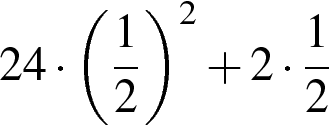 24 · (1/2)² + 2 · 1/2